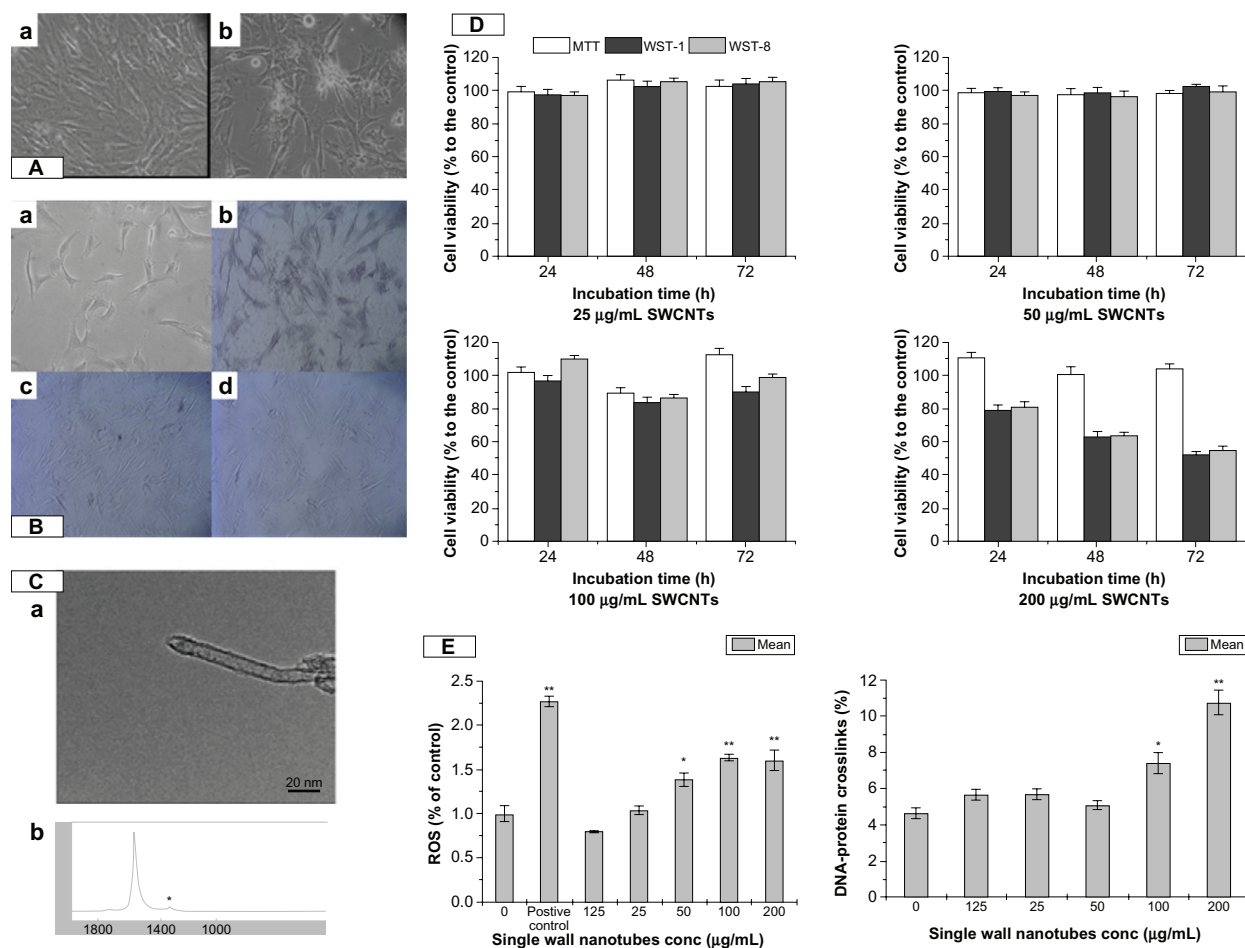 a
b
A
a
b
c
d
B
C
a
20 nm
b
*
1800 1400 1000
D
MTT WST-1 WST-8
Cell viability (% to the control)
120
100
80
60
40
20
0
24 48 72
Incubation time (h)
25 µg/mL SWCNTs
Cell viability (% to the control)
120
100
80
60
40
20
0
24 48 72
Incubation time (h)
50 µg/mL SWCNTs
Cell viability (% to the control)
120
100
80
60
40
20
0
24 48 72
Incubation time (h)
100 µg/mL SWCNTs
Cell viability (% to the control)
120
100
80
60
40
20
0
24 48 72
Incubation time (h)
200 µg/mL SWCNTs
E
Mean
ROS (% of control)
2.5
2.0
1.5
1.0
0.5
0.0
**
*
**
**
0 Postive control 125 25 50 100 200
Single wall nanotubes conc (µg/mL)
Mean
DNA-protein crosslinks (%)
12
10
8
6
4
2
0
*
**
0 125 25 50 100 200
Single wall nanotubes conc (µg/mL)